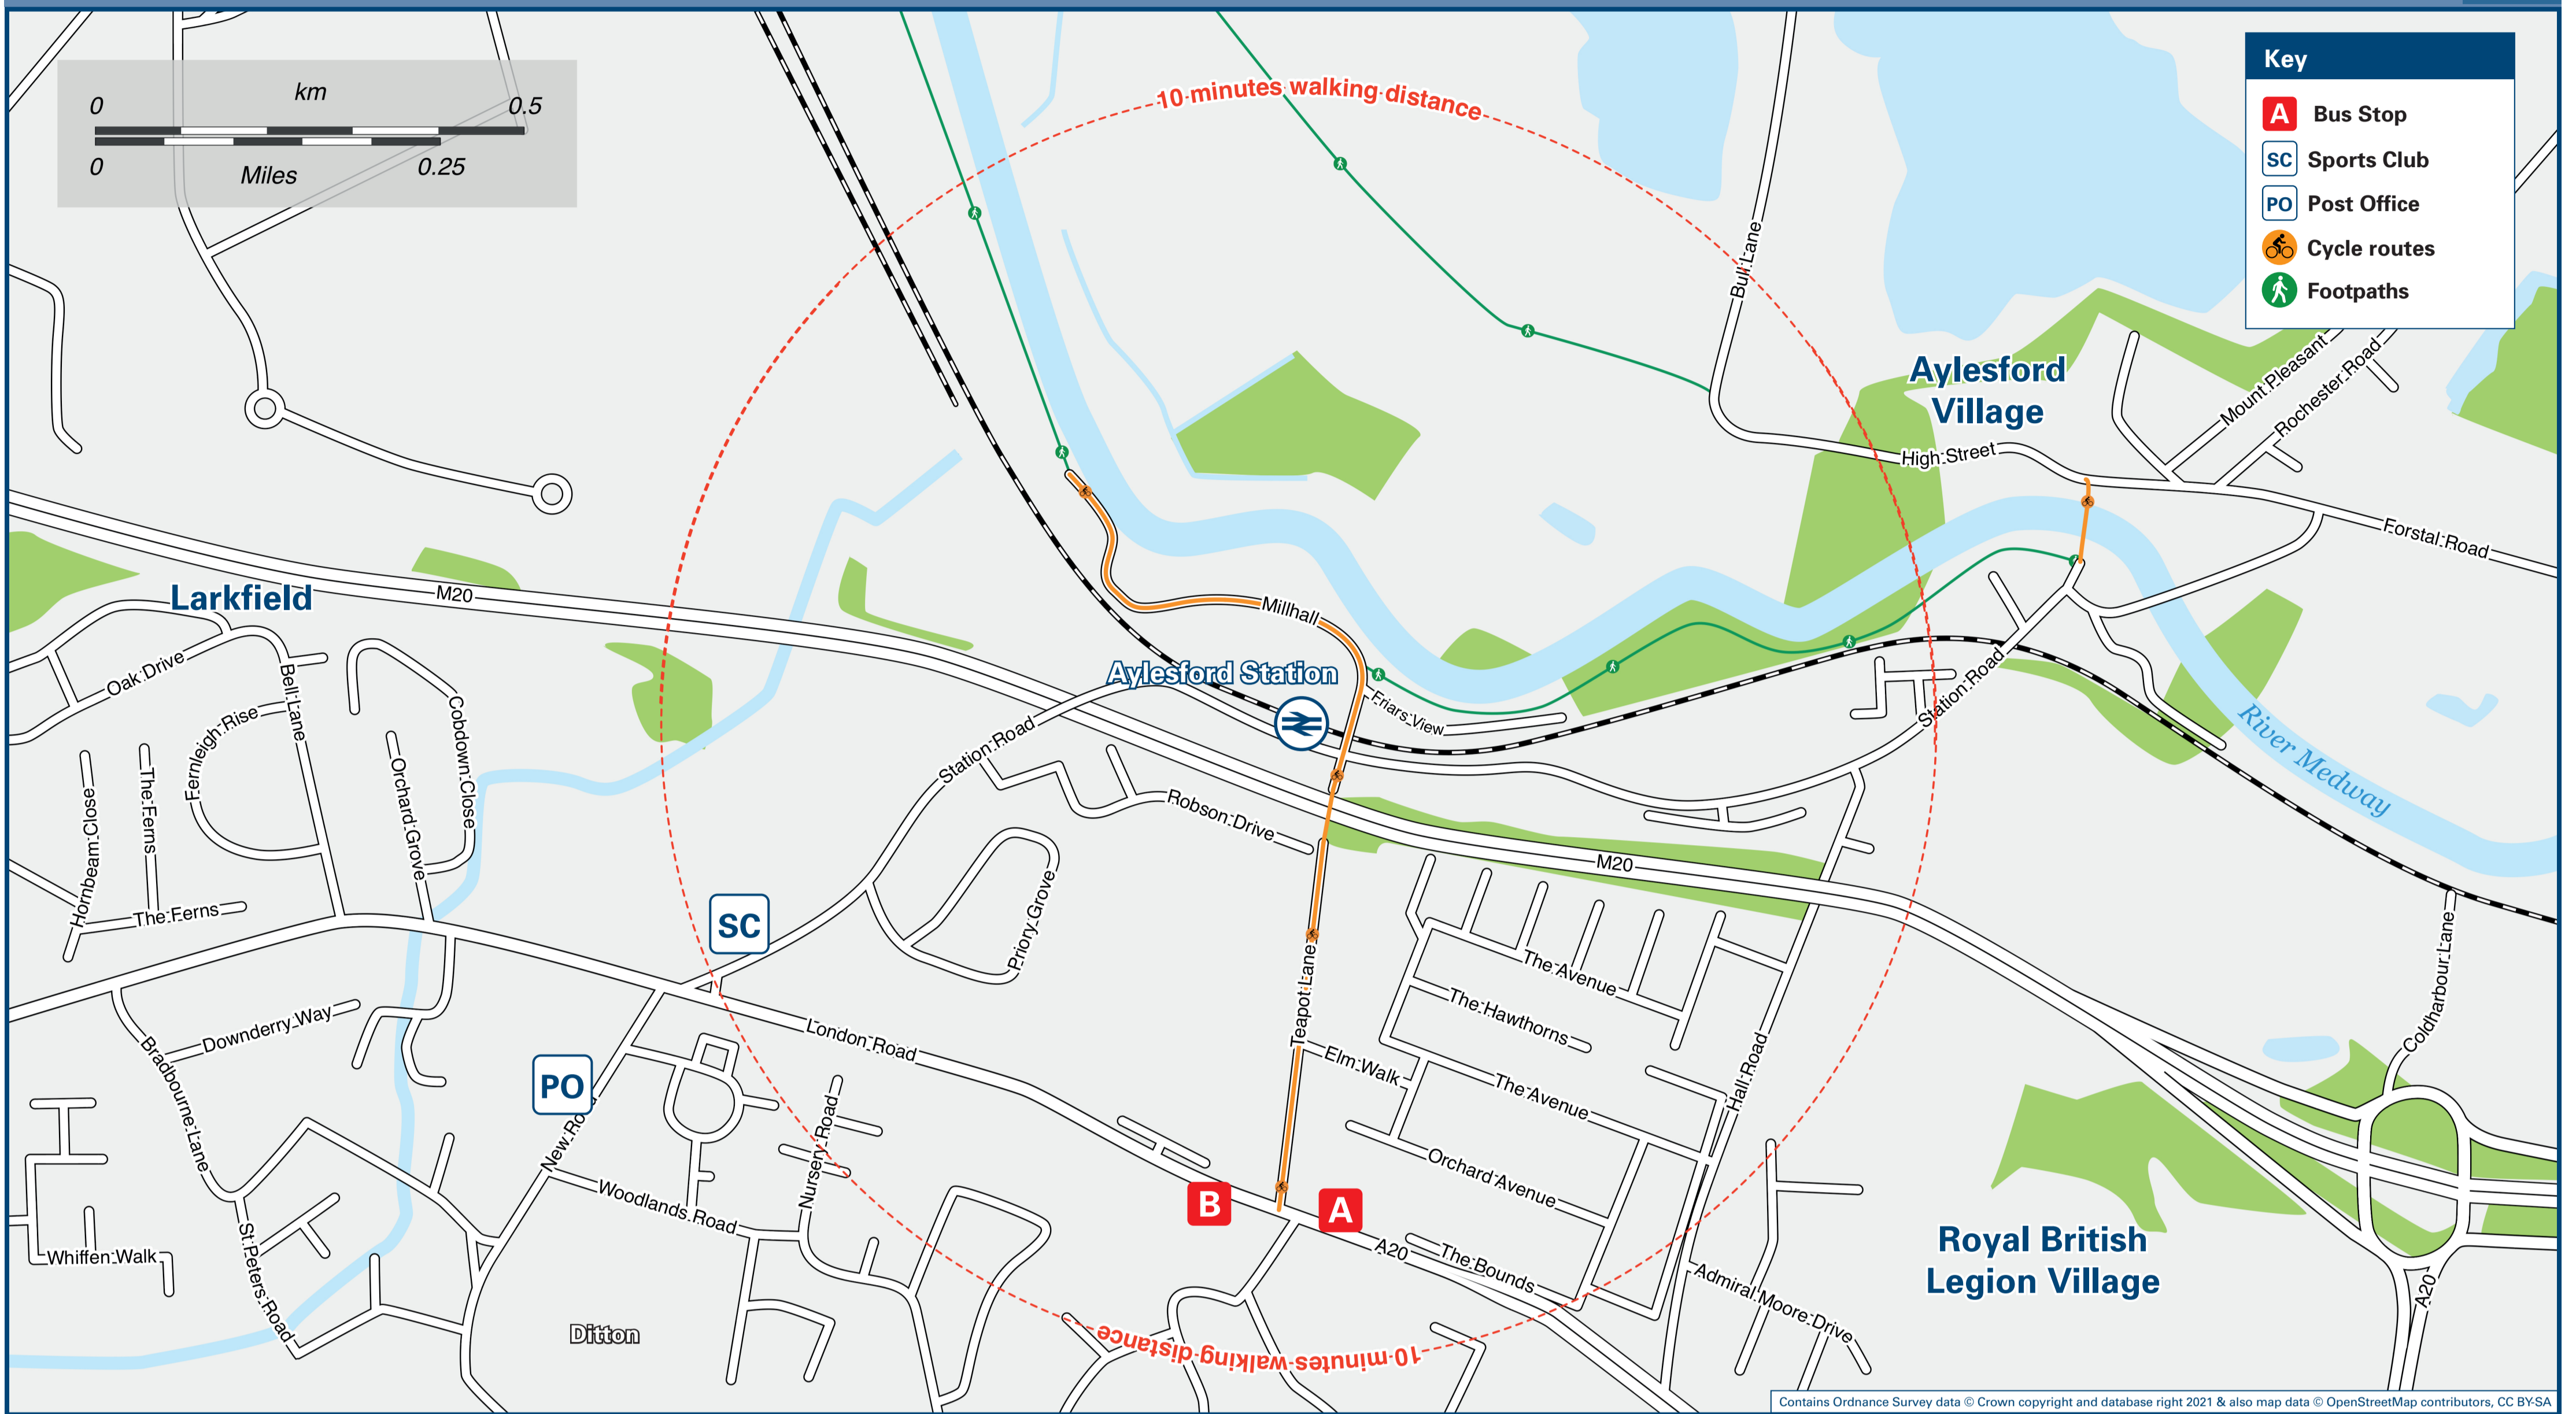 km
0
0.5
0
0.25
Miles
10 minutes walking distance
Key
A Bus Stop
SC Sports Club
PO Post Office
Cycle routes
Footpaths
Bull Lane
Aylesford
Village
Mount Pleasant
Rochester Road
High Street
Forstal Road
M20
Larkfield
Millhall
Aylesford Station
Friars View
Station Road
River Medway
Oak Drive
Bell Lane
Fernleigh Rise
Cobdown Close
Orchard Grove
The Ferns
Hornbeam Close
The Ferns
Station Road
Robson Drive
Priory Grove
M20
SC
Teapot Lane
The Avenue
The Hawthorns
Elm Walk
The Avenue
Orchard Avenue
Hall Road
Coldharbour Lane
London Road
Downderry Way
Bradbourne Lane
PO
New Ro
Nursery Road
Woodlands Road
B
A
A20
The Bounds
Admiral Moore Drive
Royal British
Legion Village
A20
Whiffen Walk
St Peters Road
Ditton
10 minutes walking distance
Contains Ordnance Survey data © Crown copyright and database right 2021 & also map data © OpenStreetMap contributors, CC BY-SA